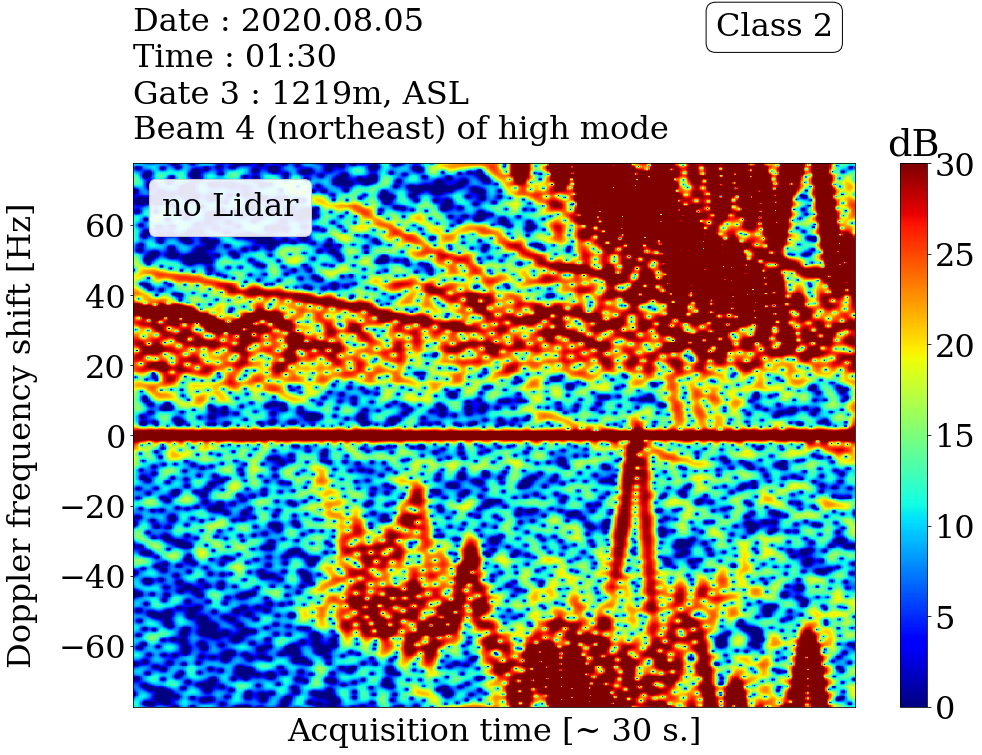 Date : 2020.08.05
Time : 01:30
Gate 3 : 1219m, ASL
Beam 4 (northeast) of high mode
Class 2
dB
no Lidar
Doppler frequency shift [Hz]
60
40
20
0
−20
−40
−60
30
25
20
15
10
5
0
Acquisition time [~ 30 s.]